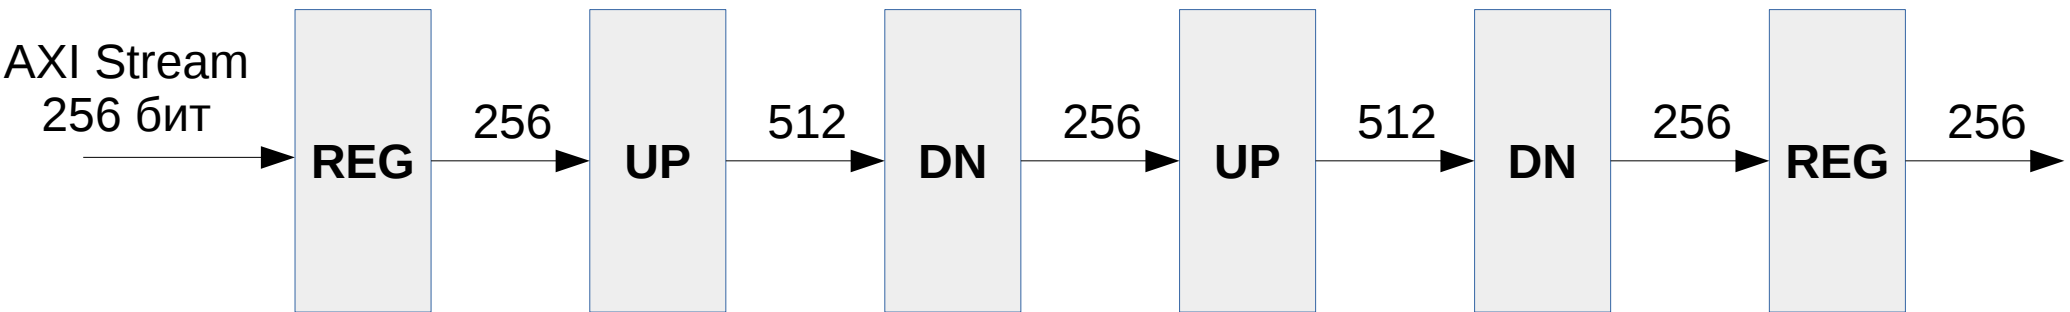 AXI Stream
256 бит
REG
256
UP
512
DN
256
UP
512
DN
256
REG
256